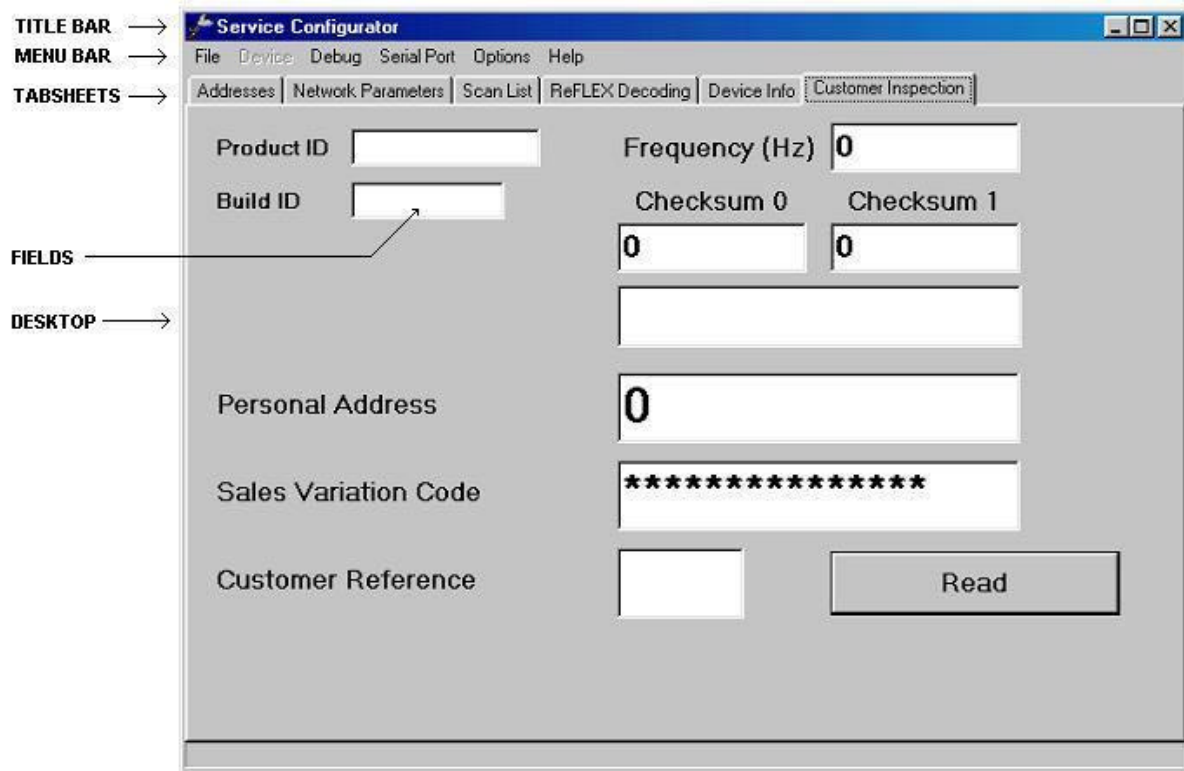 TITLE BAR
Service Configurator
MENU BAR
File Device Debug Serial Port Options Help
TABSHEETS
Addresses Network Parameters Scan List ReFLEX Decoding Device Info Customer Inspection
Product ID
Frequency (Hz) 0
Build ID
Checksum 0 Checksum 1
FIELDS
0 0
DESKTOP
Personal Address 0
Sales Variation Code ***************
Customer Reference
Read